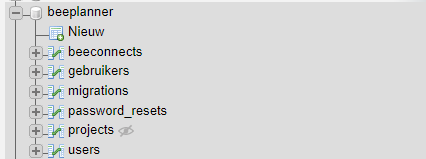 beeplanner
Nieuw
beeconnects
gebruikers
migrations
password_resets
projects
users